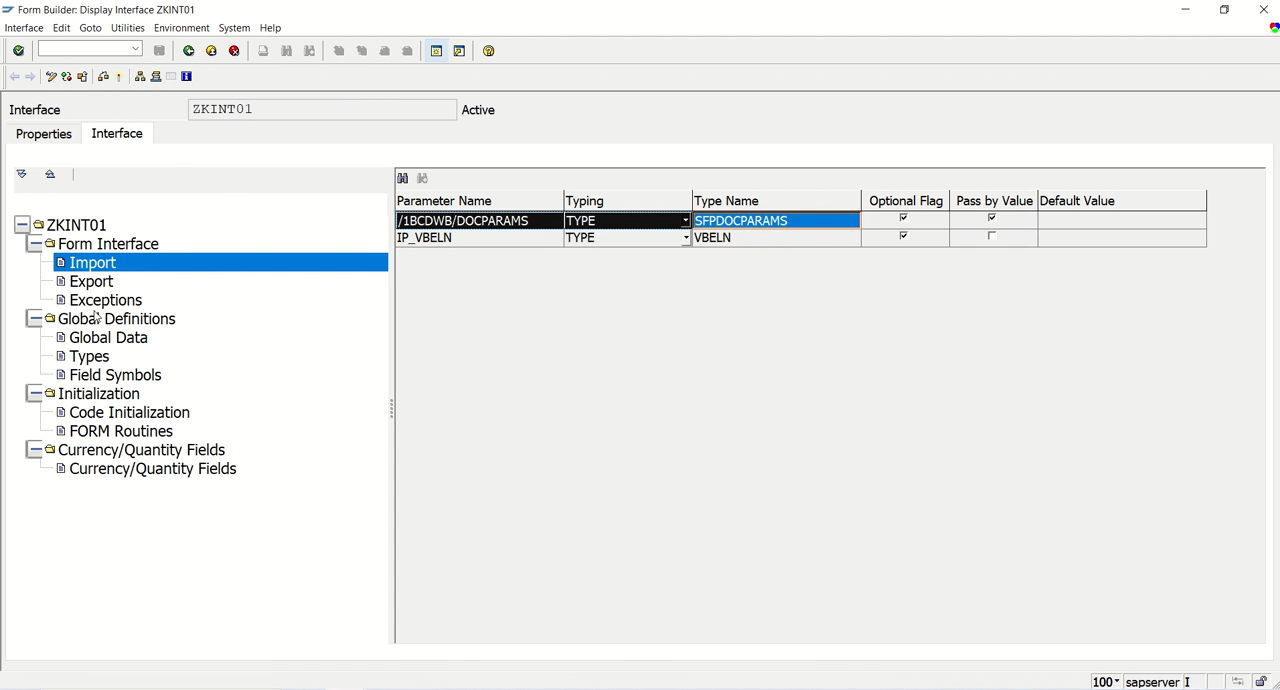 Form Builder: Display Interface ZKINT01
Interface Edit Goto Utilities Environment System Help
Interface ZKINT01 Active
Properties Interface
Parameter Name Typing Type Name Optional Flag Pass by Value Default Value
/1BCDWB/DOCPARAMS TYPE SFPDOCPARAMS
IP_VBELN TYPE VBELN
ZKINT01
Form Interface
Import
Export
Exceptions
Global Definitions
Global Data
Types
Field Symbols
Initialization
Code Initialization
FORM Routines
Currency/Quantity Fields
Currency/Quantity Fields
100 sapserver I